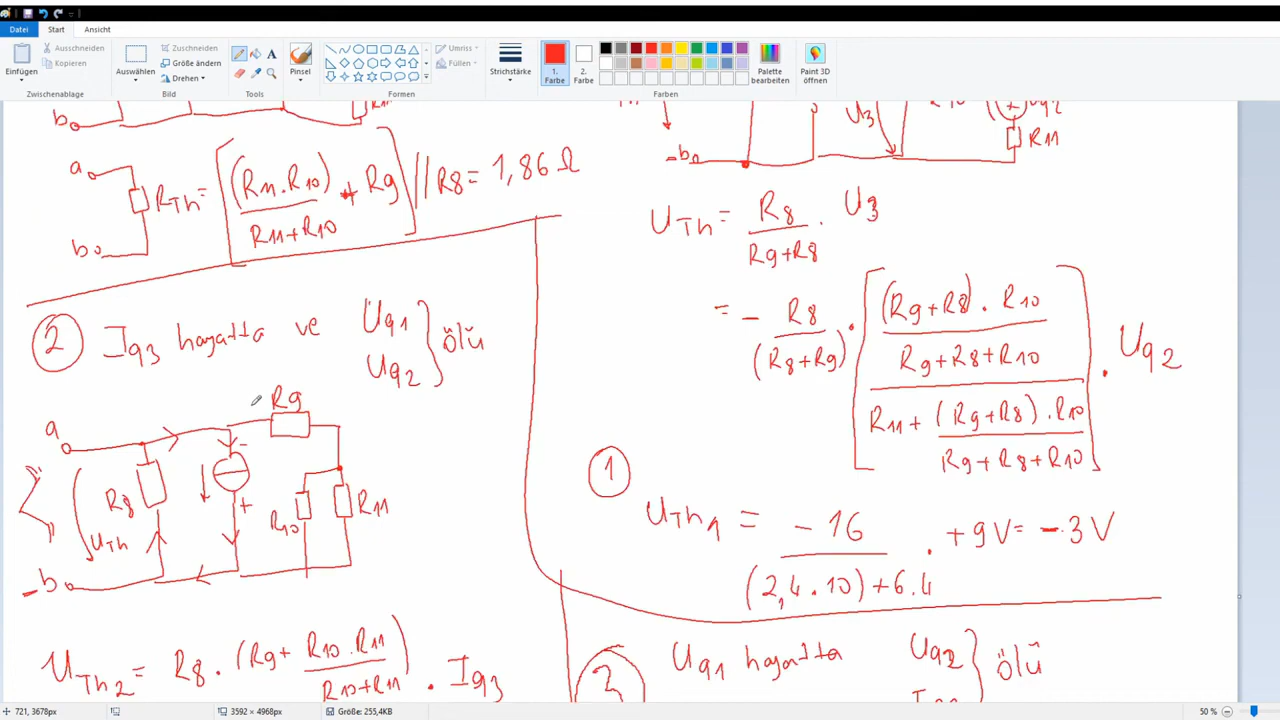 Datei Start Ansicht
Einfügen
Ausschneiden
Kopieren
Zwischenablage
Auswählen
Zuschneiden
Größe ändern
Drehen
Bild
Tools
Pinsel
Formen
Umriss
Füllen
Strichstärke
1. Farbe
2. Farbe
Palette bearbeiten
Farben
Paint 3D öffnen
b
R11
a
b
RTh = [(R11.R10)/(R11+R10) + R9] // R8 = 1,86 Ω
② Iq3 hayatta ve Uq1 Uq2 } ölü
R9
a
R8
UTh
-
+
R10
R11
-b
UTh2 = R8 . (R9 + R10.R11/R10+R11) . Iq3
-b
U3
R10
+
Uq2
R11
UTh = R8/R9+R8 . U3
= - R8/(R8+R9) . [(R9+R8).R10/R9+R8+R10 / R11+(R9+R8).R10/R9+R8+R10] . Uq2
①
UTh1 = -16/(2,4.10)+6.4 . +9V = -3V
3
Uq1 hayatta Uq2 } ölü
721, 3678px
3592 × 4968px
Größe: 255,4KB
50 %